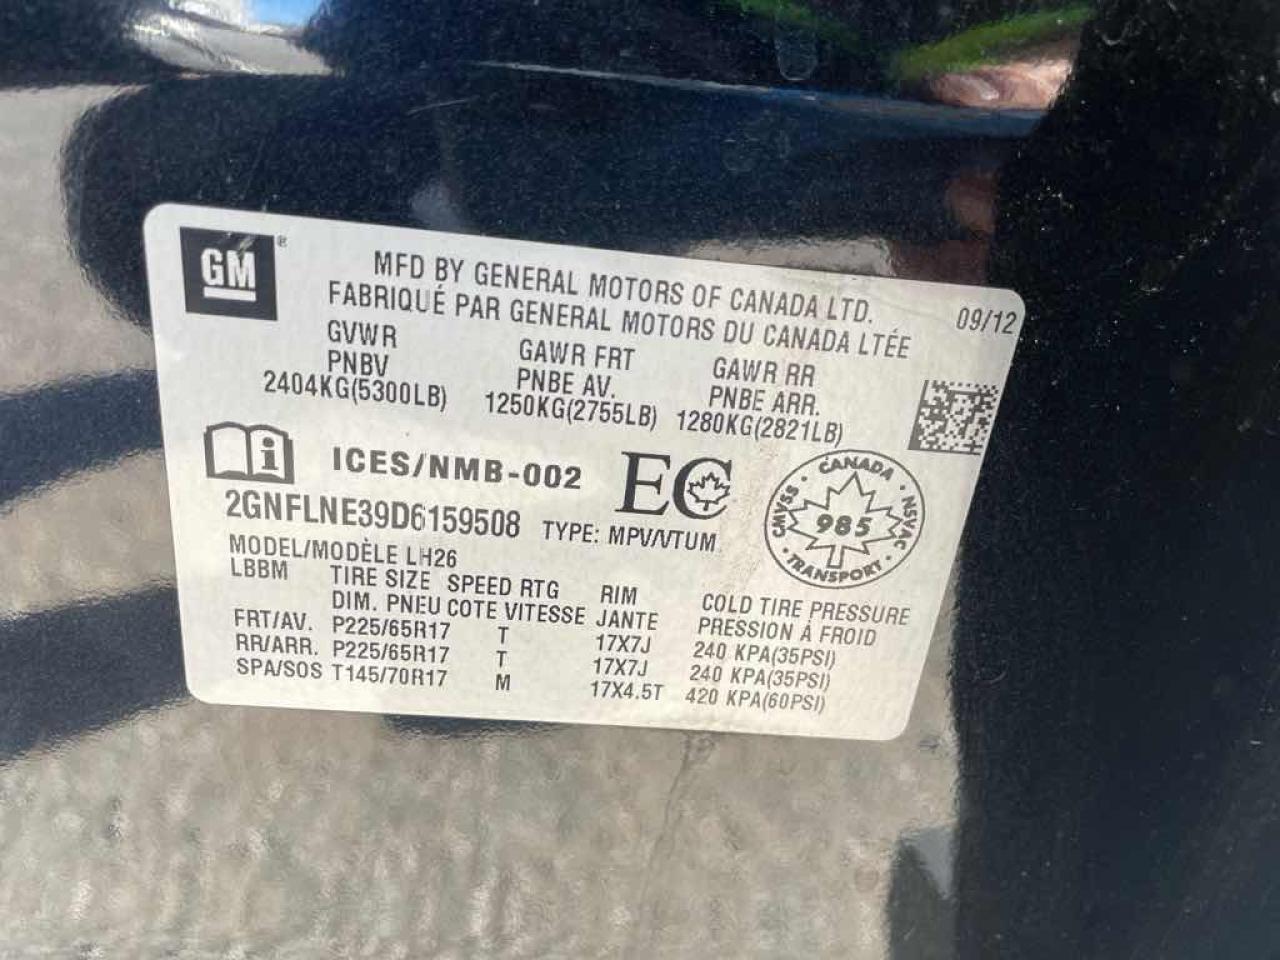 GM®
MFD BY GENERAL MOTORS OF CANADA LTD.
FABRIQUÉ PAR GENERAL MOTORS DU CANADA LTÉE
09/12
GVWR GAWR FRT GAWR RR
PNBV PNBE AV. PNBE ARR.
2404KG(5300LB) 1250KG(2755LB) 1280KG(2821LB)
i ICES/NMB-002 EC
2GNFLNE39D6159508 TYPE: MPV/VTUM
CANADA · NSVAC · TRANSPORT · CMVSS ·
985
MODEL/MODÈLE LH26
LBBM TIRE SIZE SPEED RTG RIM COLD TIRE PRESSURE
DIM. PNEU COTE VITESSE JANTE PRESSION À FROID
FRT/AV. P225/65R17 T 17X7J 240 KPA(35PSI)
RR/ARR. P225/65R17 T 17X7J 240 KPA(35PSI)
SPA/SOS T145/70R17 M 17X4.5T 420 KPA(60PSI)